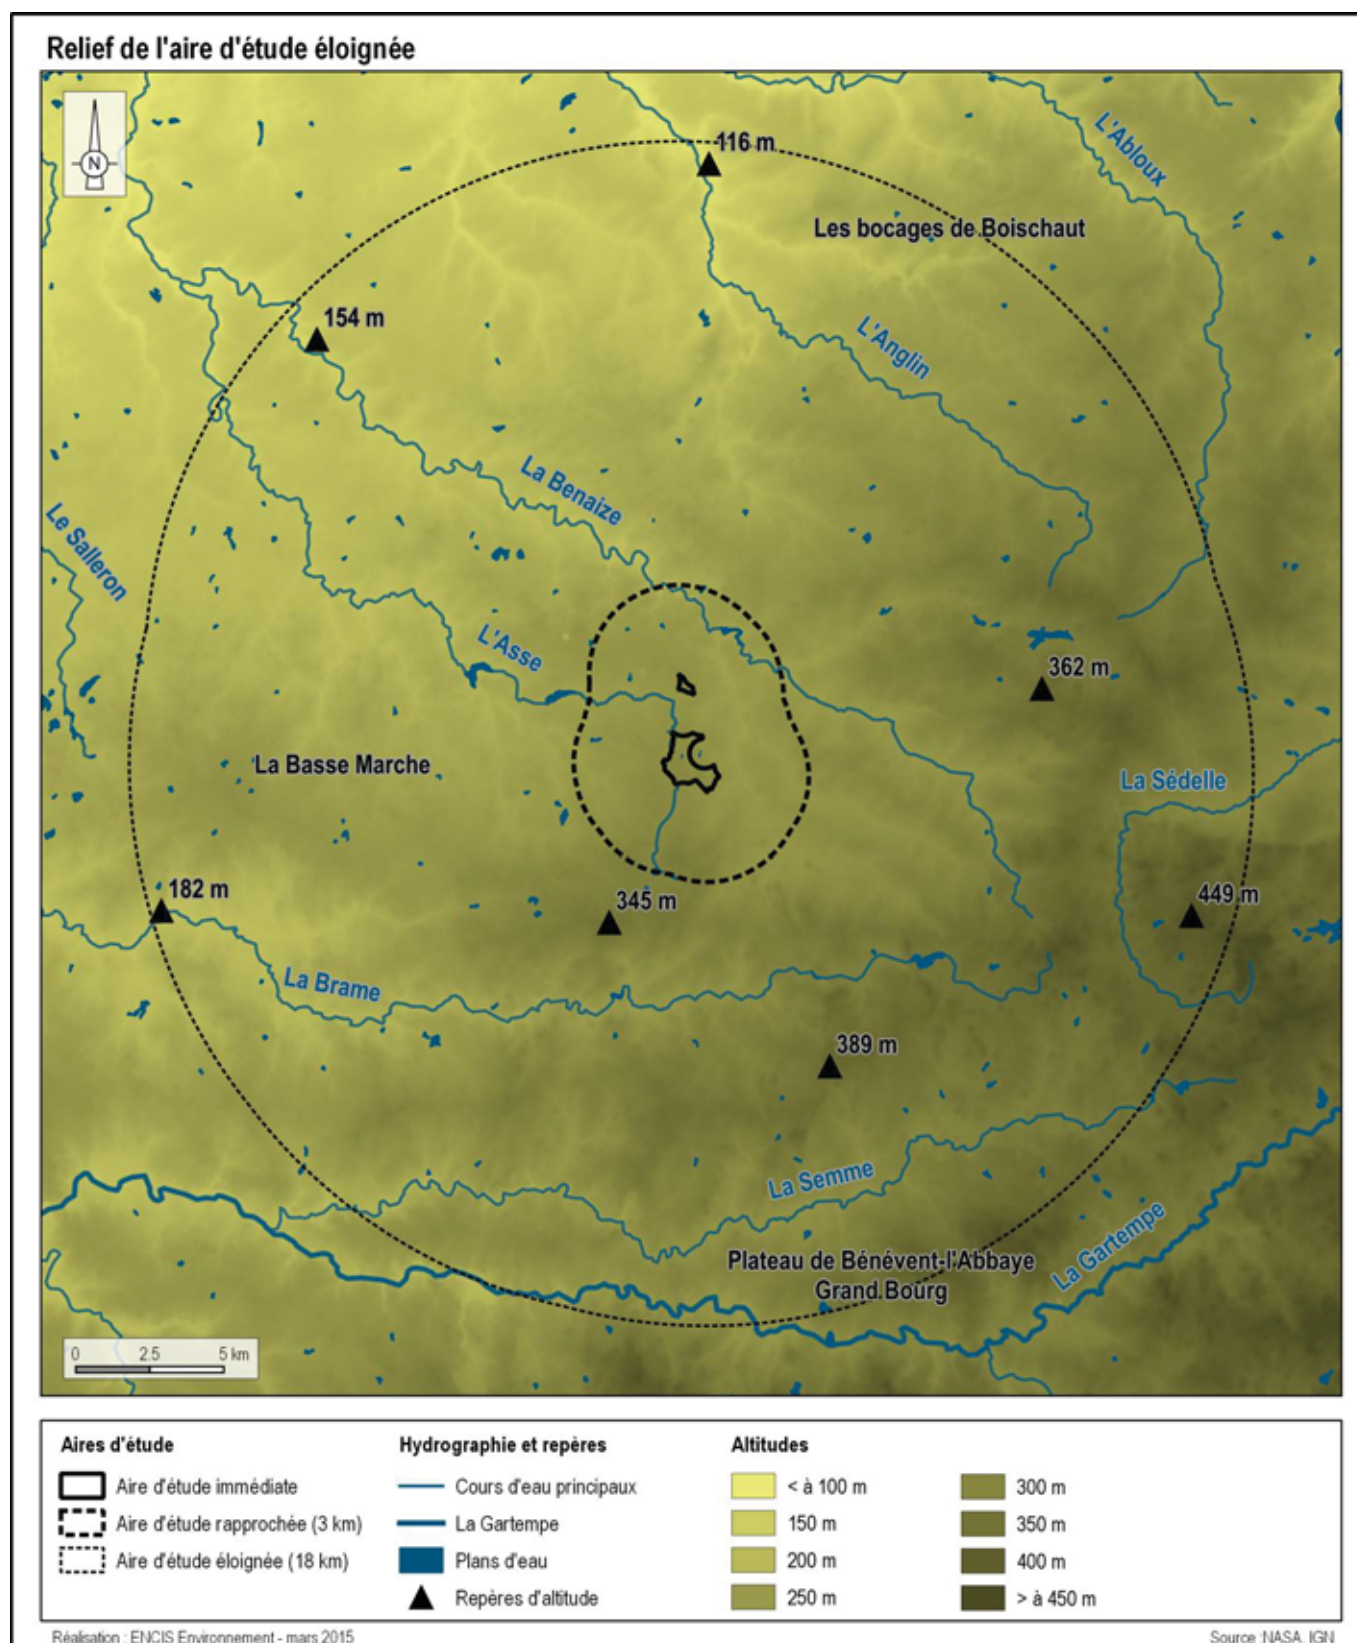 Relief de l'aire d'étude éloignée
N
116 m
L'Abloux
Les bocages de Boischaut
154 m
L'Anglin
La Benaize
Le Salleron
L'Asse
362 m
La Basse Marche
La Sédelle
182 m
345 m
449 m
La Brame
389 m
La Semme
La Gartempe
Plateau de Bénévent-l'Abbaye
Grand Bourg
0 2.5 5 km
Aires d'étude
Aire d'étude immédiate
Aire d'étude rapprochée (3 km)
Aire d'étude éloignée (18 km)
Hydrographie et repères
Cours d'eau principaux
La Gartempe
Plans d'eau
Repères d'altitude
Altitudes
< à 100 m
150 m
200 m
250 m
300 m
350 m
400 m
> à 450 m
Réalisation : ENCIS Environnement - mars 2015
Source :NASA, IGN